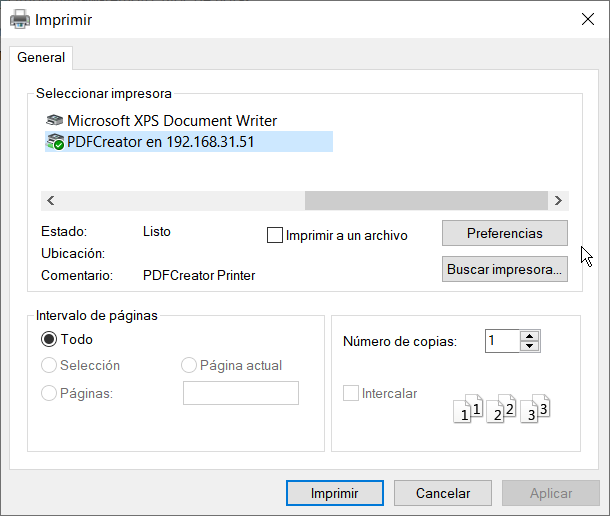 Imprimir
General
Seleccionar impresora
Microsoft XPS Document Writer
PDFCreator en 192.168.31.51
Estado: Listo
Imprimir a un archivo
Preferencias
Ubicación:
Comentario: PDFCreator Printer
Buscar impresora...
Intervalo de páginas
Todo
Selección
Página actual
Páginas:
Número de copias: 1
Intercalar
1 1 2 2 3 3
Imprimir
Cancelar
Aplicar